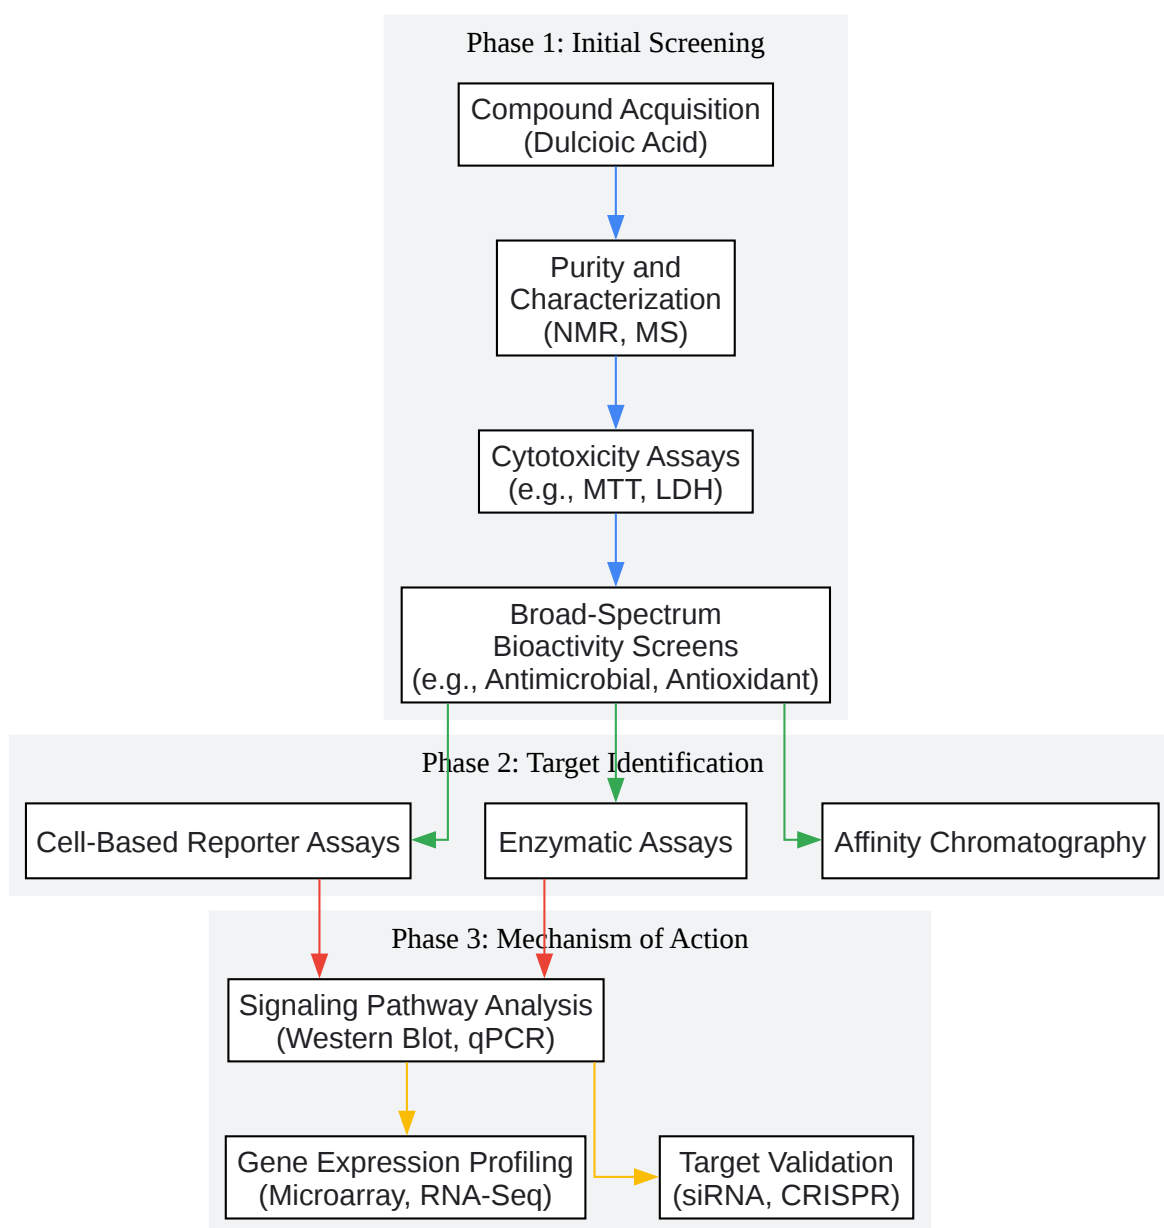 Phase 1: Initial Screening
Compound Acquisition
(Dulcioic Acid)
Purity and
Characterization
(NMR, MS)
Cytotoxicity Assays
(e.g., MTT, LDH)
Broad-Spectrum
Bioactivity Screens
(e.g., Antimicrobial, Antioxidant)
Phase 2: Target Identification
Cell-Based Reporter Assays
Enzymatic Assays
Affinity Chromatography
Phase 3: Mechanism of Action
Signaling Pathway Analysis
(Western Blot, qPCR)
Gene Expression Profiling
(Microarray, RNA-Seq)
Target Validation
(siRNA, CRISPR)